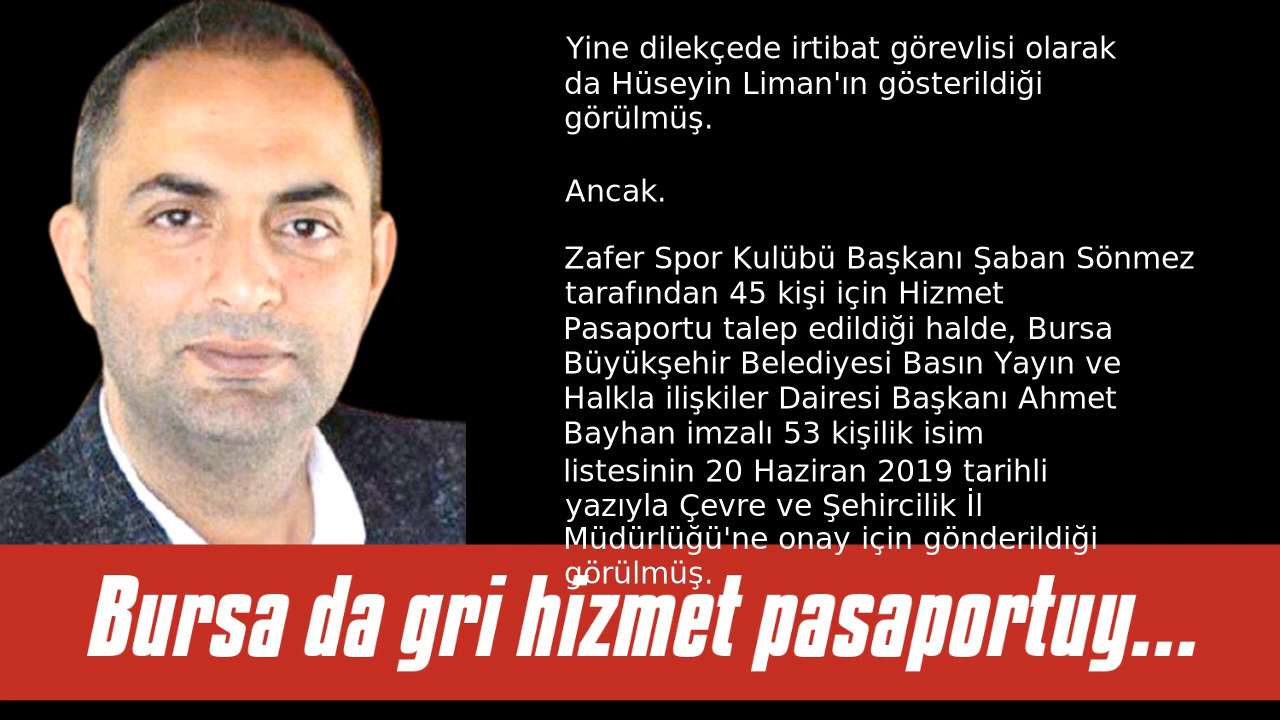 Yine dilekçede irtibat görevlisi olarak
da Hüseyin Liman'ın gösterildiği
görülmüş.
Ancak.
Zafer Spor Kulübü Başkanı Şaban Sönmez
tarafından 45 kişi için Hizmet
Pasaportu talep edildiği halde, Bursa
Büyükşehir Belediyesi Basın Yayın ve
Halkla ilişkiler Dairesi Başkanı Ahmet
Bayhan imzalı 53 kişilik isim
listesinin 20 Haziran 2019 tarihli
yazıyla Çevre ve Şehircilik İl
Müdürlüğü'ne onay için gönderildiği
görülmüş.
Bursa da gri hizmet pasaportuy...